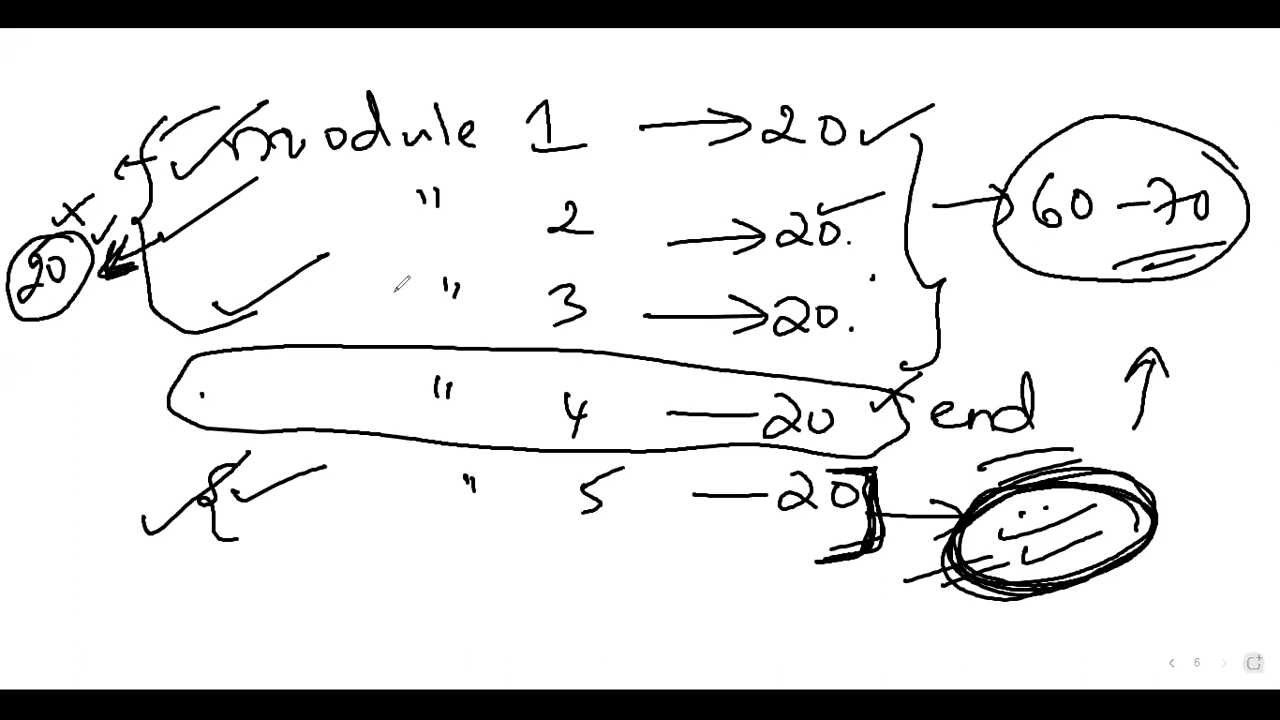 module 1 → 20
" 2 → 20.
60 - 70
20
" 3 → 20.
" 4 — 20 end
" 5 — 20
6